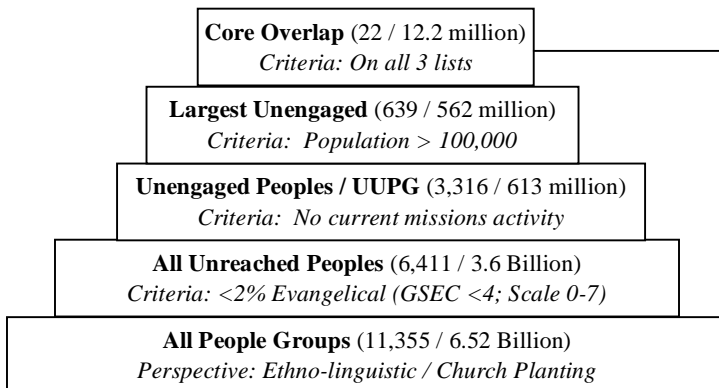 Core Overlap (22 / 12.2 million)
Criteria: On all 3 lists
Largest Unengaged (639 / 562 million)
Criteria:  Population > 100,000
Unengaged Peoples / UUPG (3,316 / 613 million)
Criteria:  No current missions activity
All Unreached Peoples (6,411 / 3.6 Billion)
Criteria: <2% Evangelical (GSEC <4; Scale 0-7)
All People Groups (11,355 / 6.52 Billion)
Perspective: Ethno-linguistic / Church Planting